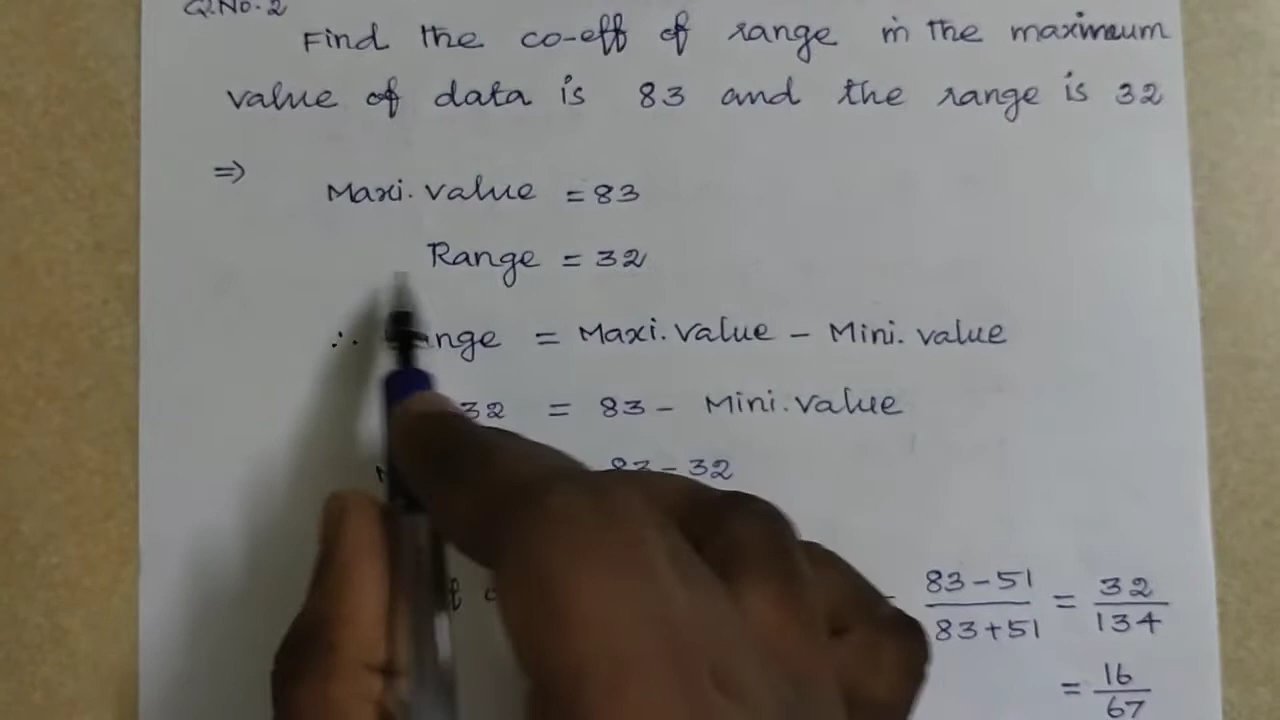 Q.No.2
Find the co-eff of range in the maximum
value of data is 83 and the range is 32
⇒
Maxi.value = 83
Range = 32
∴ ange = Maxi.value - Mini.value
32 = 83 - Mini.value
83-32
83-51 / 83+51 = 32 / 134
= 16 / 67